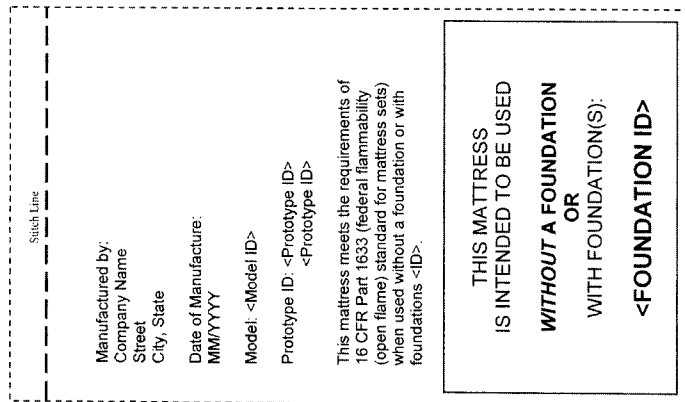 Stitch Line
Manufactured by:
Company Name
Street
City, State
Date of Manufacture:
MM/YYYY
Model: <Model ID>
Prototype ID: <Prototype ID>
<Prototype ID>
This mattress meets the requirements of
16 CFR Part 1633 (federal flammability
(open flame) standard for mattress sets)
when used without a foundation or with
foundations <ID>.
THIS MATTRESS
IS INTENDED TO BE USED
WITHOUT A FOUNDATION
OR
WITH FOUNDATION(S):
<FOUNDATION ID>